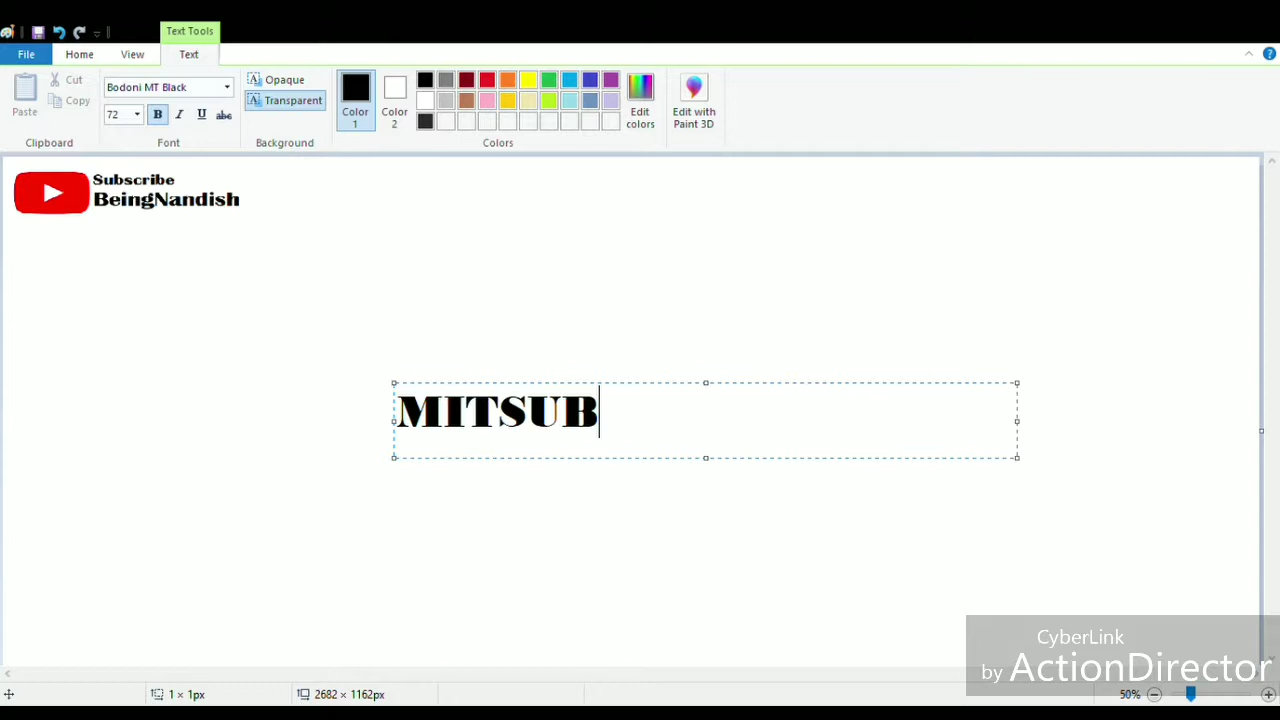 Text Tools
File Home View Text
Paste Cut Copy
Clipboard
Bodoni MT Black
72 B I U abc
Font
Opaque
Transparent
Background
Color 1
Color 2
Edit colors
Colors
Edit with Paint 3D
Subscribe
BeingNandish
MITSUB
CyberLink
by ActionDirector
1 × 1px 2682 × 1162px 50%